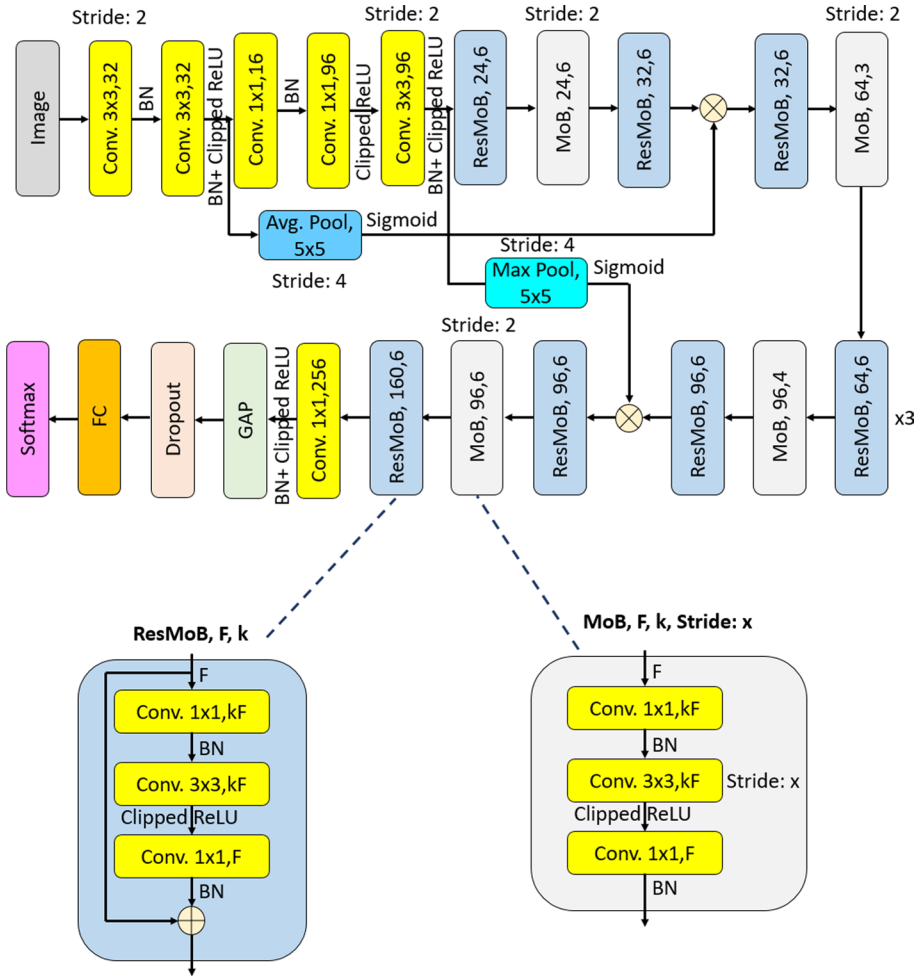 Stride: 2
Stride: 2
Stride: 2
Stride: 2
Image
Conv. 3x3,32
BN
Conv. 3x3,32
BN+ Clipped ReLU
Conv. 1x1,16
BN
Conv. 1x1,96
Clipped ReLU
Conv. 3x3,96
BN+ Clipped ReLU
ResMoB, 24,6
MoB, 24,6
ResMoB, 32,6
ResMoB, 32,6
MoB, 64,3
Avg. Pool,
5x5
Sigmoid
Stride: 4
Stride: 4
Max Pool,
5x5
Sigmoid
Stride: 2
Softmax
FC
Dropout
GAP
BN+ Clipped ReLU
Conv. 1x1,256
ResMoB, 160,6
MoB, 96,6
ResMoB, 96,6
ResMoB, 96,6
MoB, 96,4
ResMoB, 64,6
x3
ResMoB, F, k
F
Conv. 1x1,kF
BN
Conv. 3x3,kF
Clipped ReLU
Conv. 1x1,F
BN
MoB, F, k, Stride: x
F
Conv. 1x1,kF
BN
Conv. 3x3,kF
Stride: x
Clipped ReLU
Conv. 1x1,F
BN